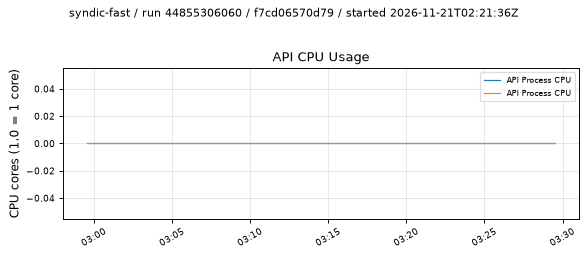 syndic-fast / run 44855306060 / f7cd06570d79 / started 2026-11-21T02:21:36Z
API CPU Usage
CPU cores (1.0 = 1 core)
0.04
0.02
0.00
−0.02
−0.04
API Process CPU
API Process CPU
03:00
03:05
03:10
03:15
03:20
03:25
03:30